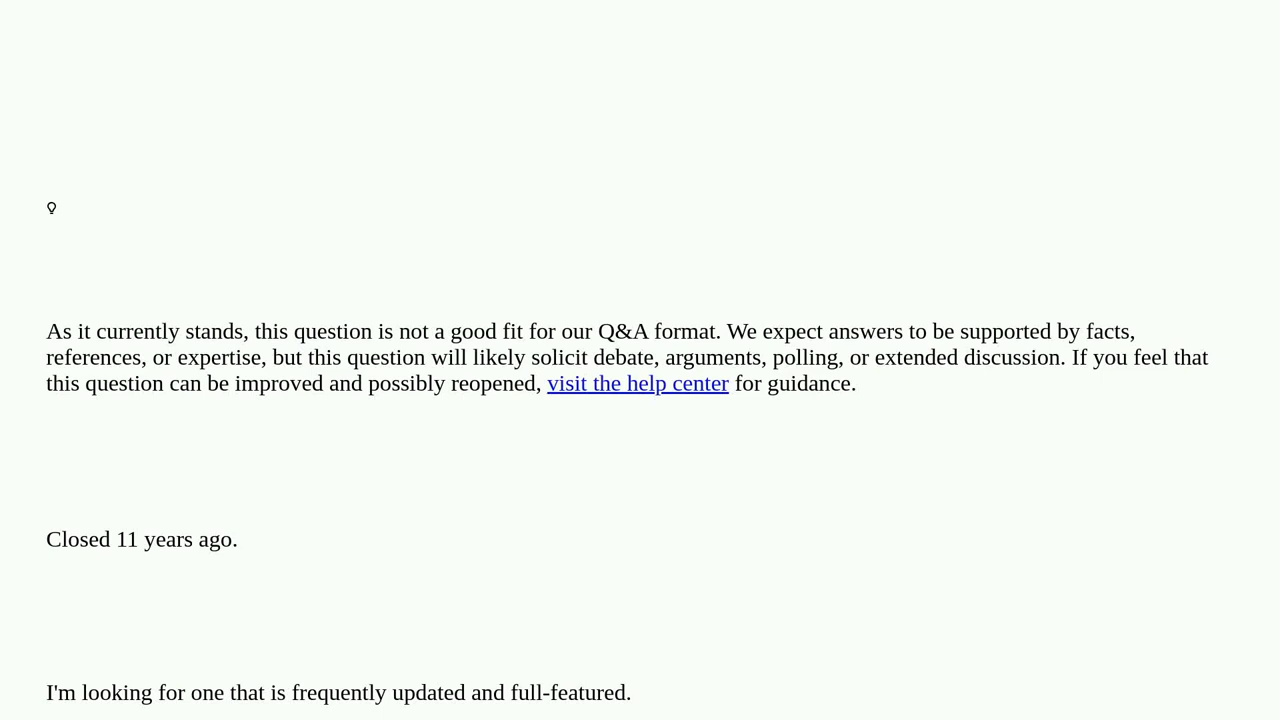 As it currently stands, this question is not a good fit for our Q&A format. We expect answers to be supported by facts,
references, or expertise, but this question will likely solicit debate, arguments, polling, or extended discussion. If you feel that
this question can be improved and possibly reopened, visit the help center for guidance.
Closed 11 years ago.
I'm looking for one that is frequently updated and full-featured.